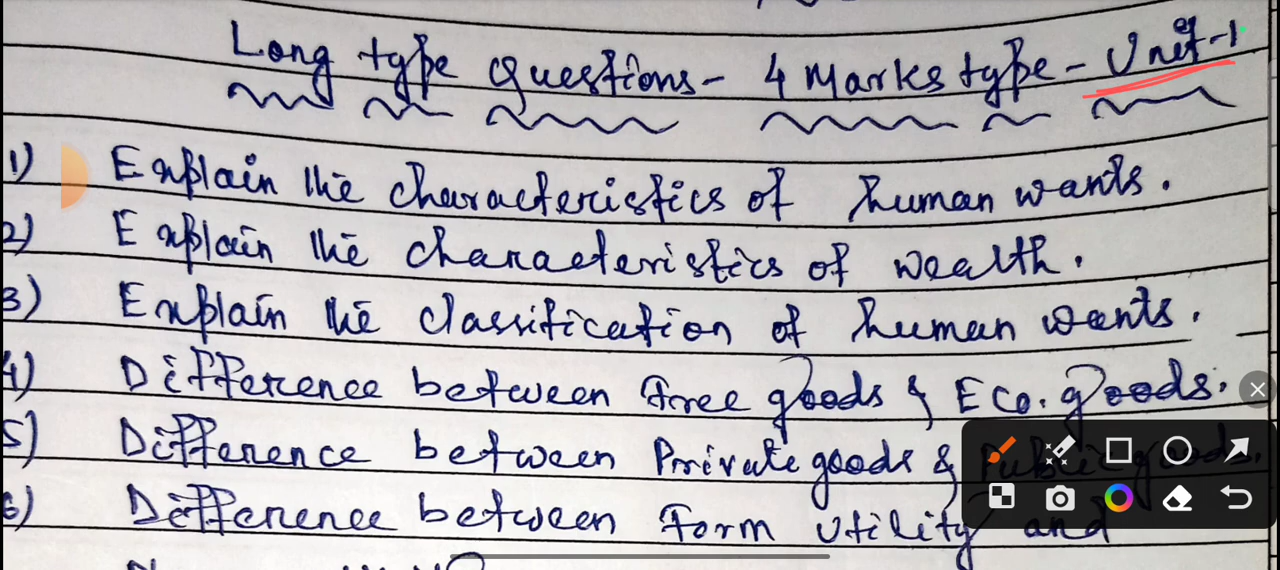 Long type Questions - 4 Marks type - Unit-1
1) Explain the characteristics of human wants.
2) Explain the characteristics of wealth.
3) Explain the classification of human wants.
4) Difference between free goods & Eco. goods.
5) Difference between Private goods & Public goods.
6) Difference between Form Utility and